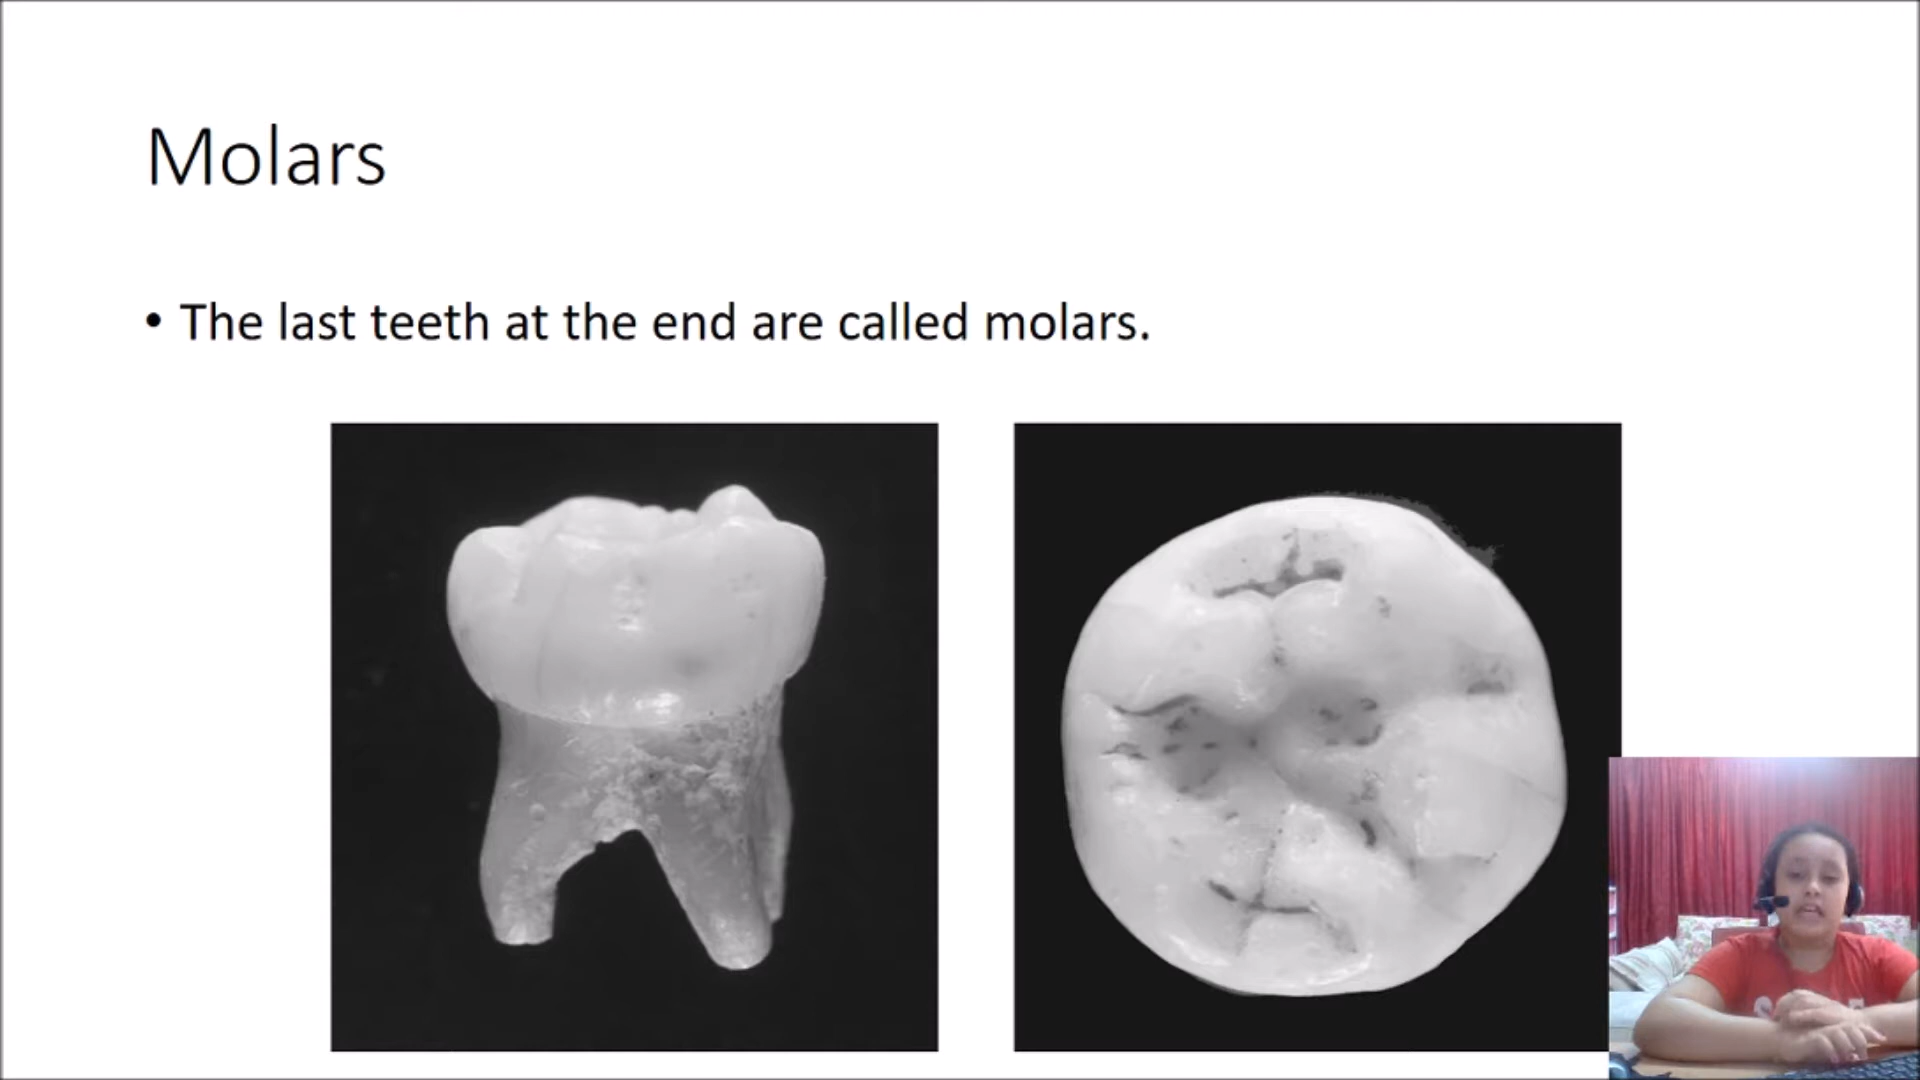 Molars
• The last teeth at the end are called molars.